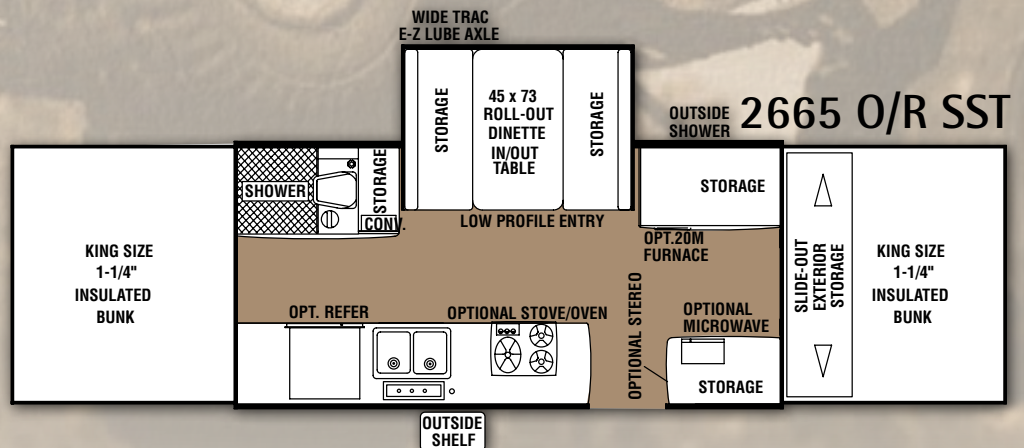 WIDE TRAC
E-Z LUBE AXLE
2665 O/R SST
OUTSIDE
SHOWER
STORAGE
45 x 73
ROLL-OUT
DINETTE
IN/OUT
TABLE
STORAGE
KING SIZE
1-1/4"
INSULATED
BUNK
SHOWER
STORAGE
CONV.
LOW PROFILE ENTRY
STORAGE
OPT.20M
FURNACE
SLIDE-OUT
EXTERIOR
STORAGE
KING SIZE
1-1/4"
INSULATED
BUNK
OPT. REFER
OPTIONAL STOVE/OVEN
OPTIONAL STEREO
OPTIONAL
MICROWAVE
STORAGE
OUTSIDE
SHELF